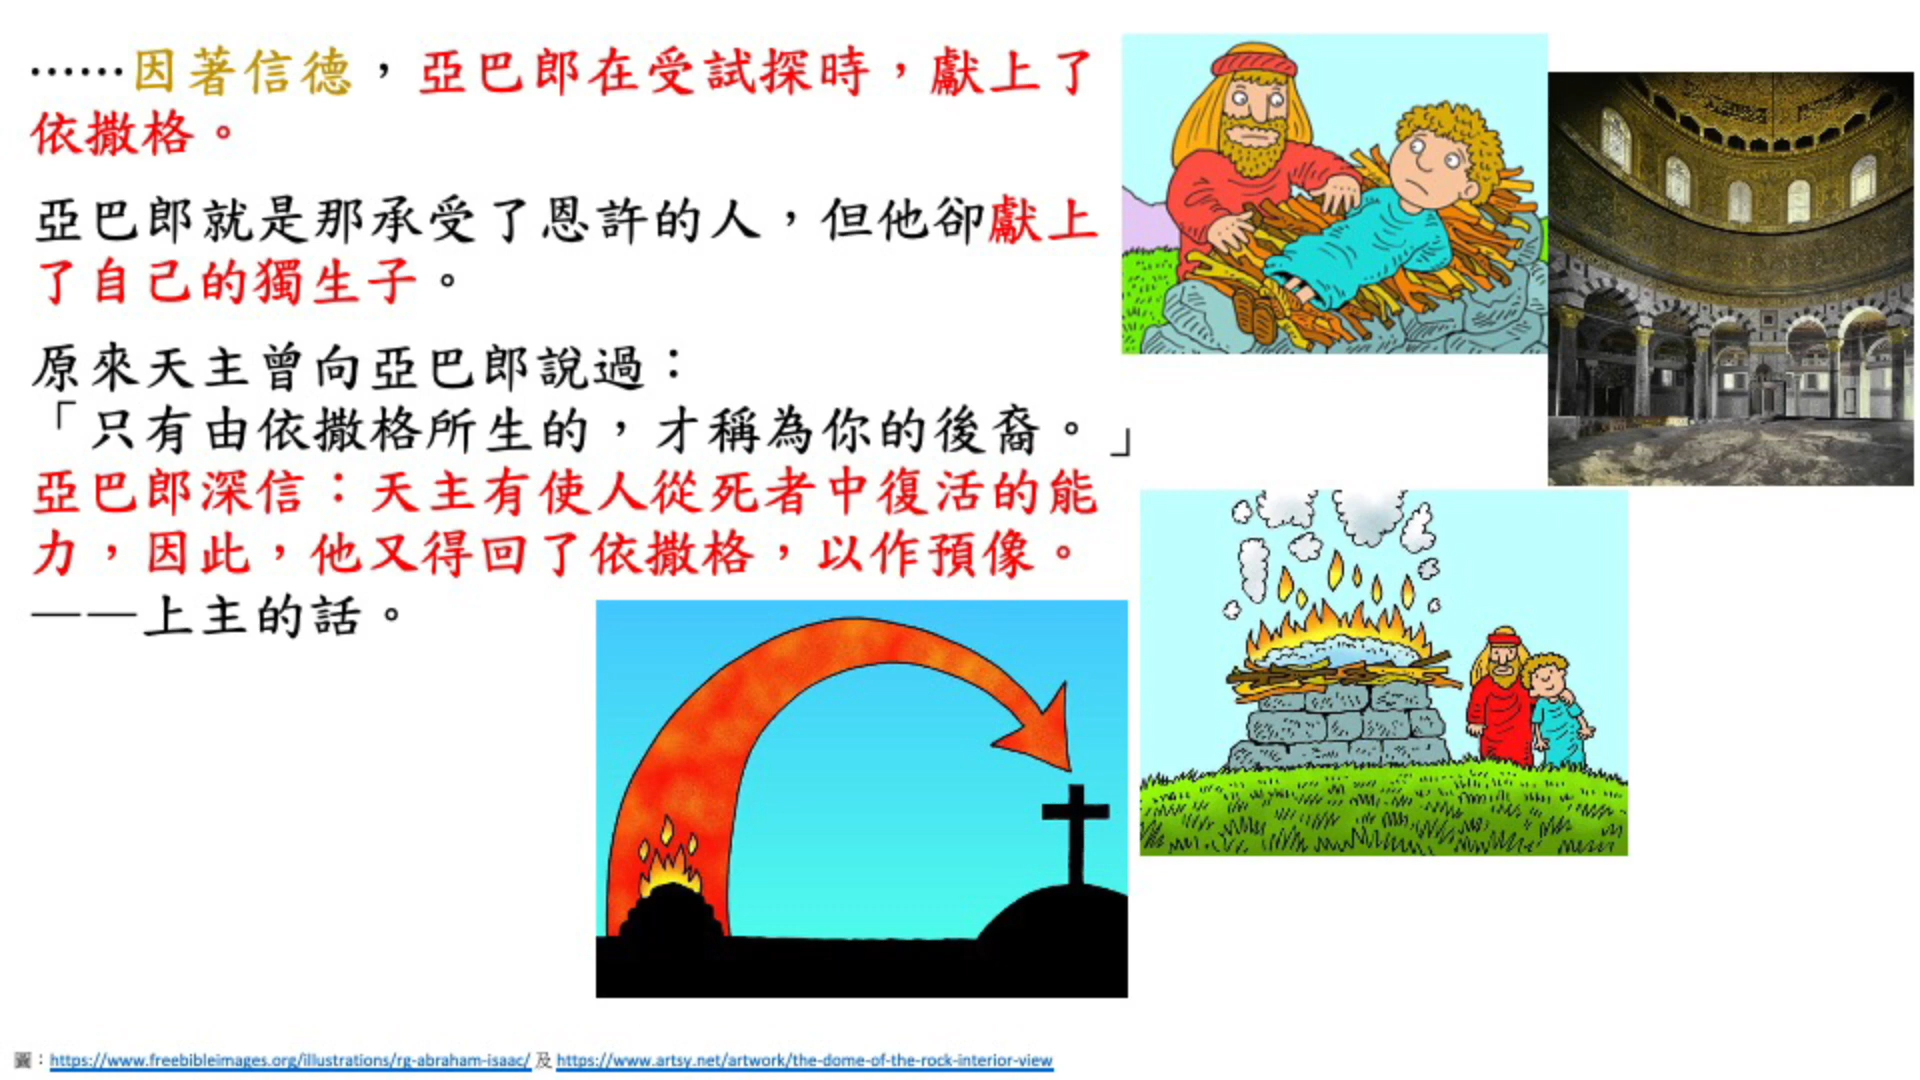 ……因著信德，亞巴郎在受試探時，獻上了
依撒格。
亞巴郎就是那承受了恩許的人，但他卻獻上
了自己的獨生子。
原來天主曾向亞巴郎說過：
「只有由依撒格所生的，才稱為你的後裔。」
亞巴郎深信：天主有使人從死者中復活的能
力，因此，他又得回了依撒格，以作預像。
——上主的話。
圖：https://www.freebibleimages.org/illustrations/rg-abraham-isaac/ 及 https://www.artsy.net/artwork/the-dome-of-the-rock-interior-view